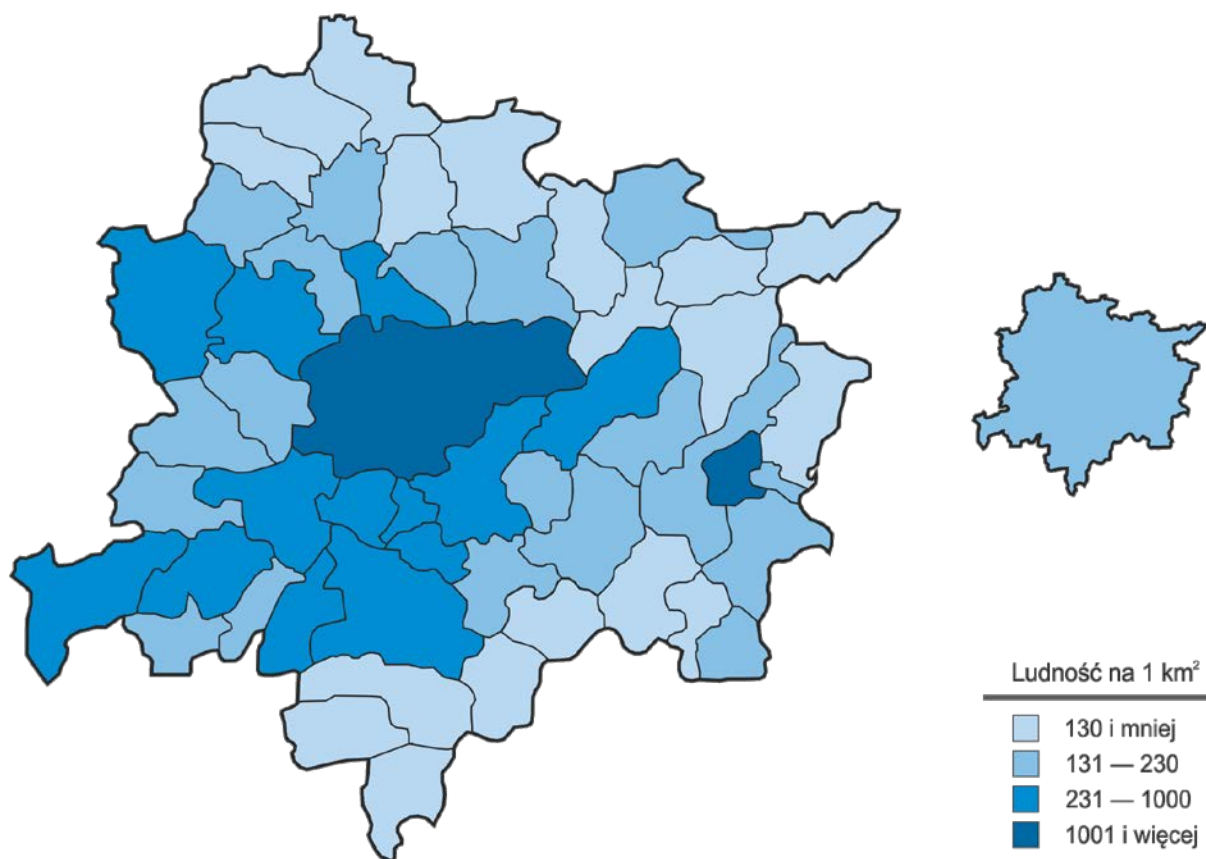 Ludność na 1 km²
130 i mniej
131 — 230
231 — 1000
1001 i więcej